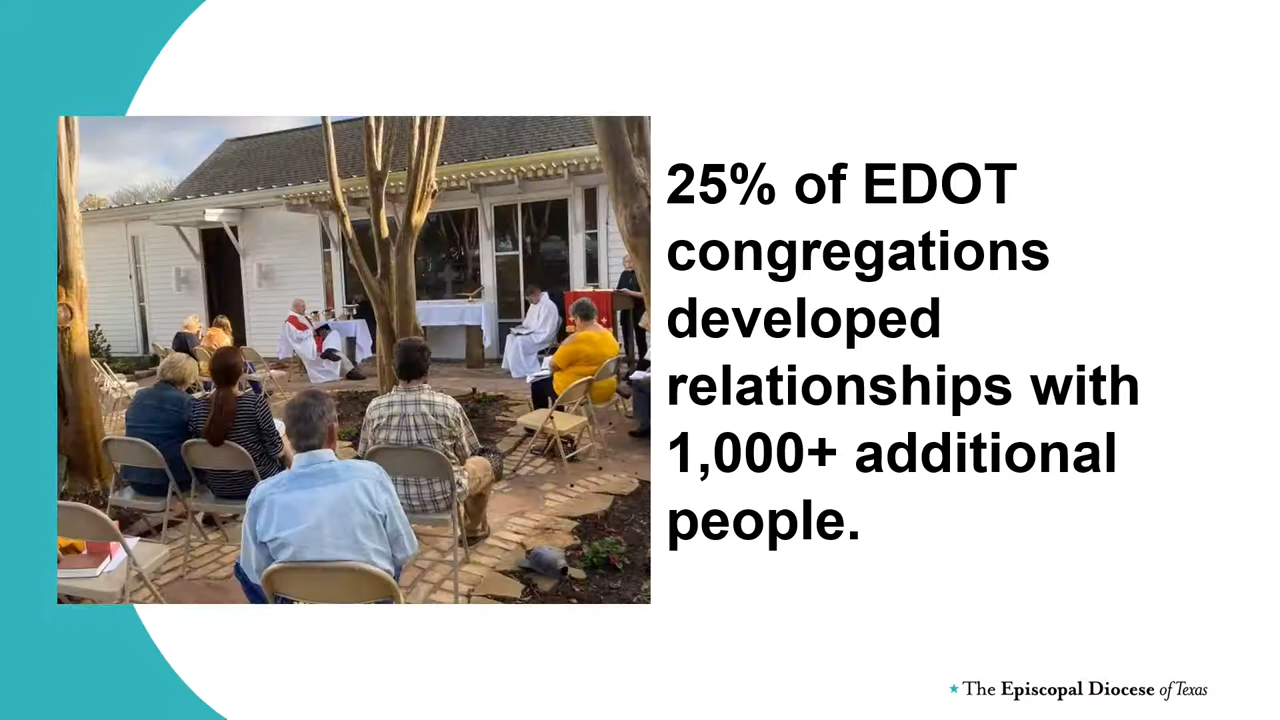 25% of EDOT
congregations
developed
relationships with
1,000+ additional
people.
The Episcopal Diocese of Texas